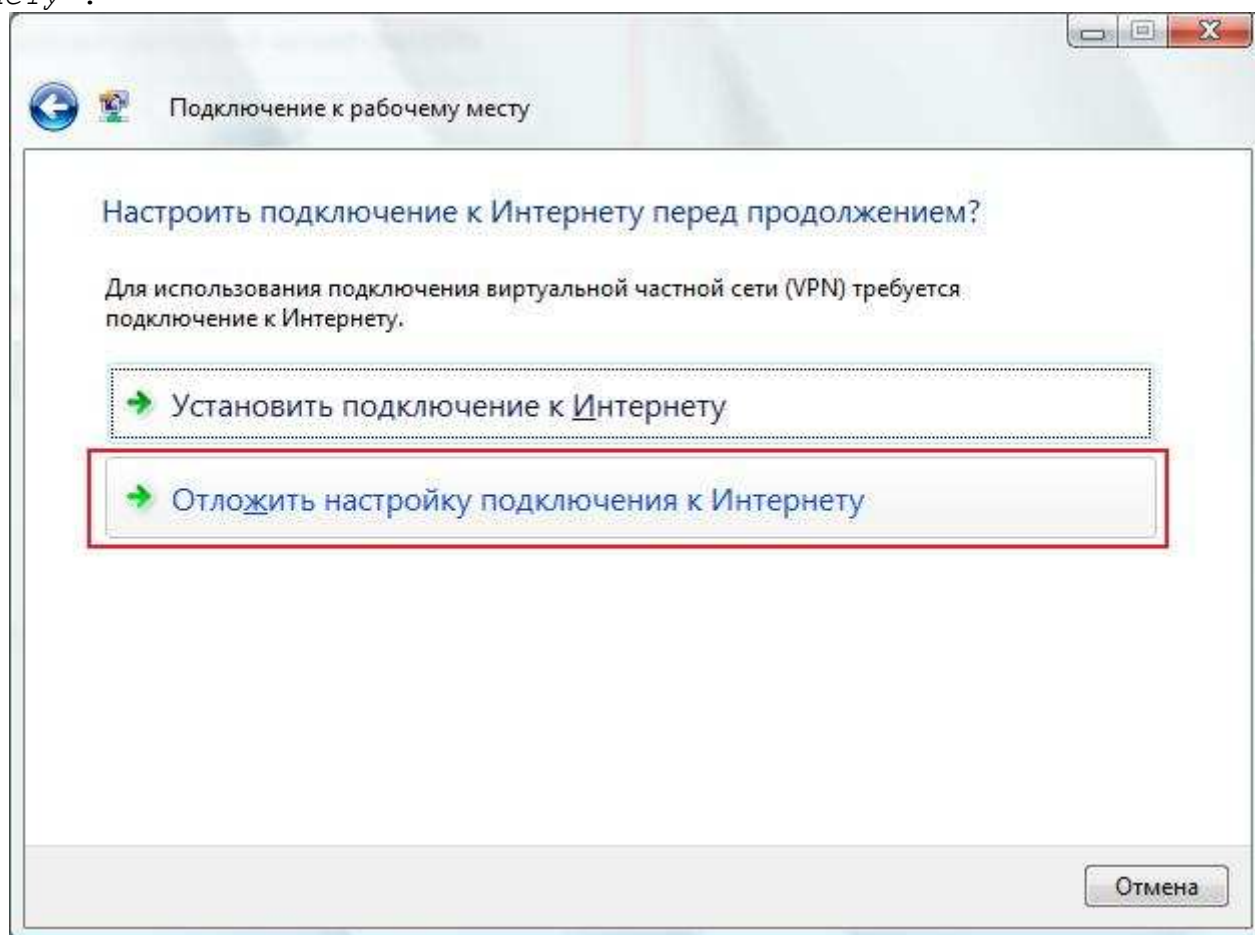 Подключение к рабочему месту
Настроить подключение к Интернету перед продолжением?
Для использования подключения виртуальной частной сети (VPN) требуется
подключение к Интернету.
Установить подключение к Интернету
Отложить настройку подключения к Интернету
Отмена